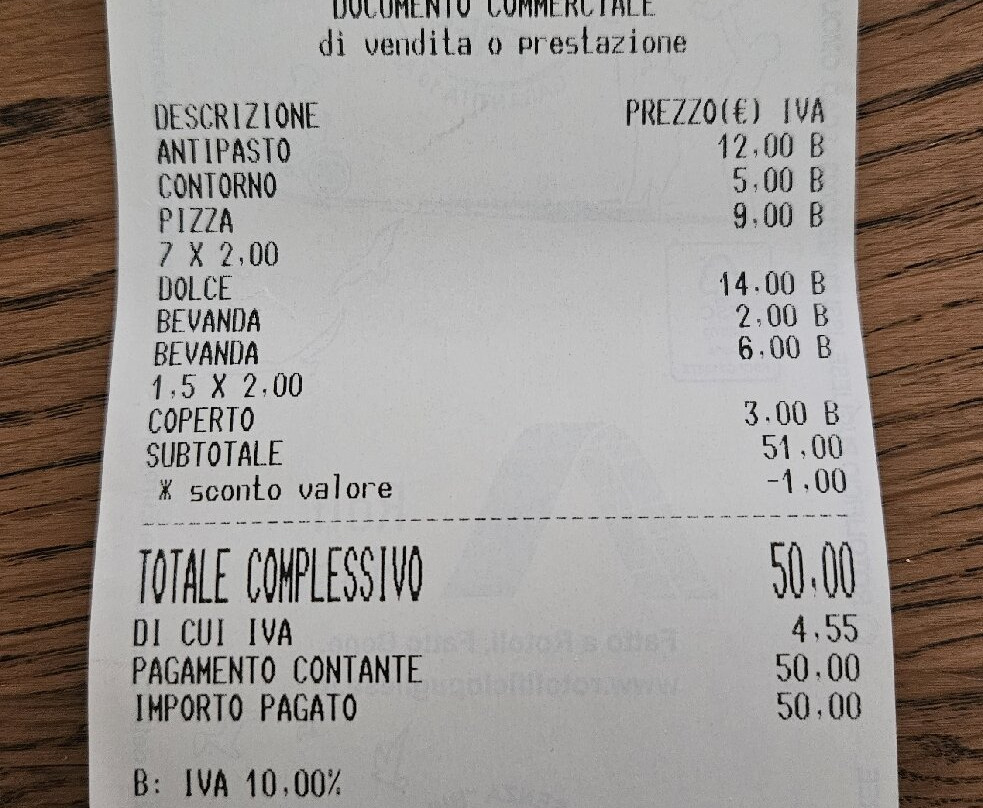 DOCUMENTO COMMERCIALE
di vendita o prestazione
DESCRIZIONE PREZZO(€) IVA
ANTIPASTO 12,00 B
CONTORNO 5,00 B
PIZZA 9,00 B
7 X 2,00
DOLCE 14,00 B
BEVANDA 2,00 B
BEVANDA 6,00 B
1,5 X 2,00
COPERTO 3,00 B
SUBTOTALE 51,00
* sconto valore -1,00
TOTALE COMPLESSIVO 50,00
DI CUI IVA 4,55
PAGAMENTO CONTANTE 50,00
IMPORTO PAGATO 50,00
B: IVA 10,00%